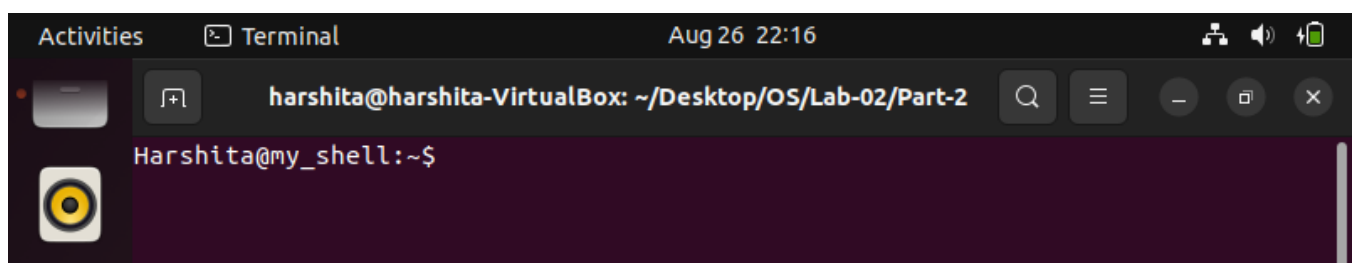 Activities Terminal Aug 26 22:16
harshita@harshita-VirtualBox: ~/Desktop/OS/Lab-02/Part-2
Harshita@my_shell:~$